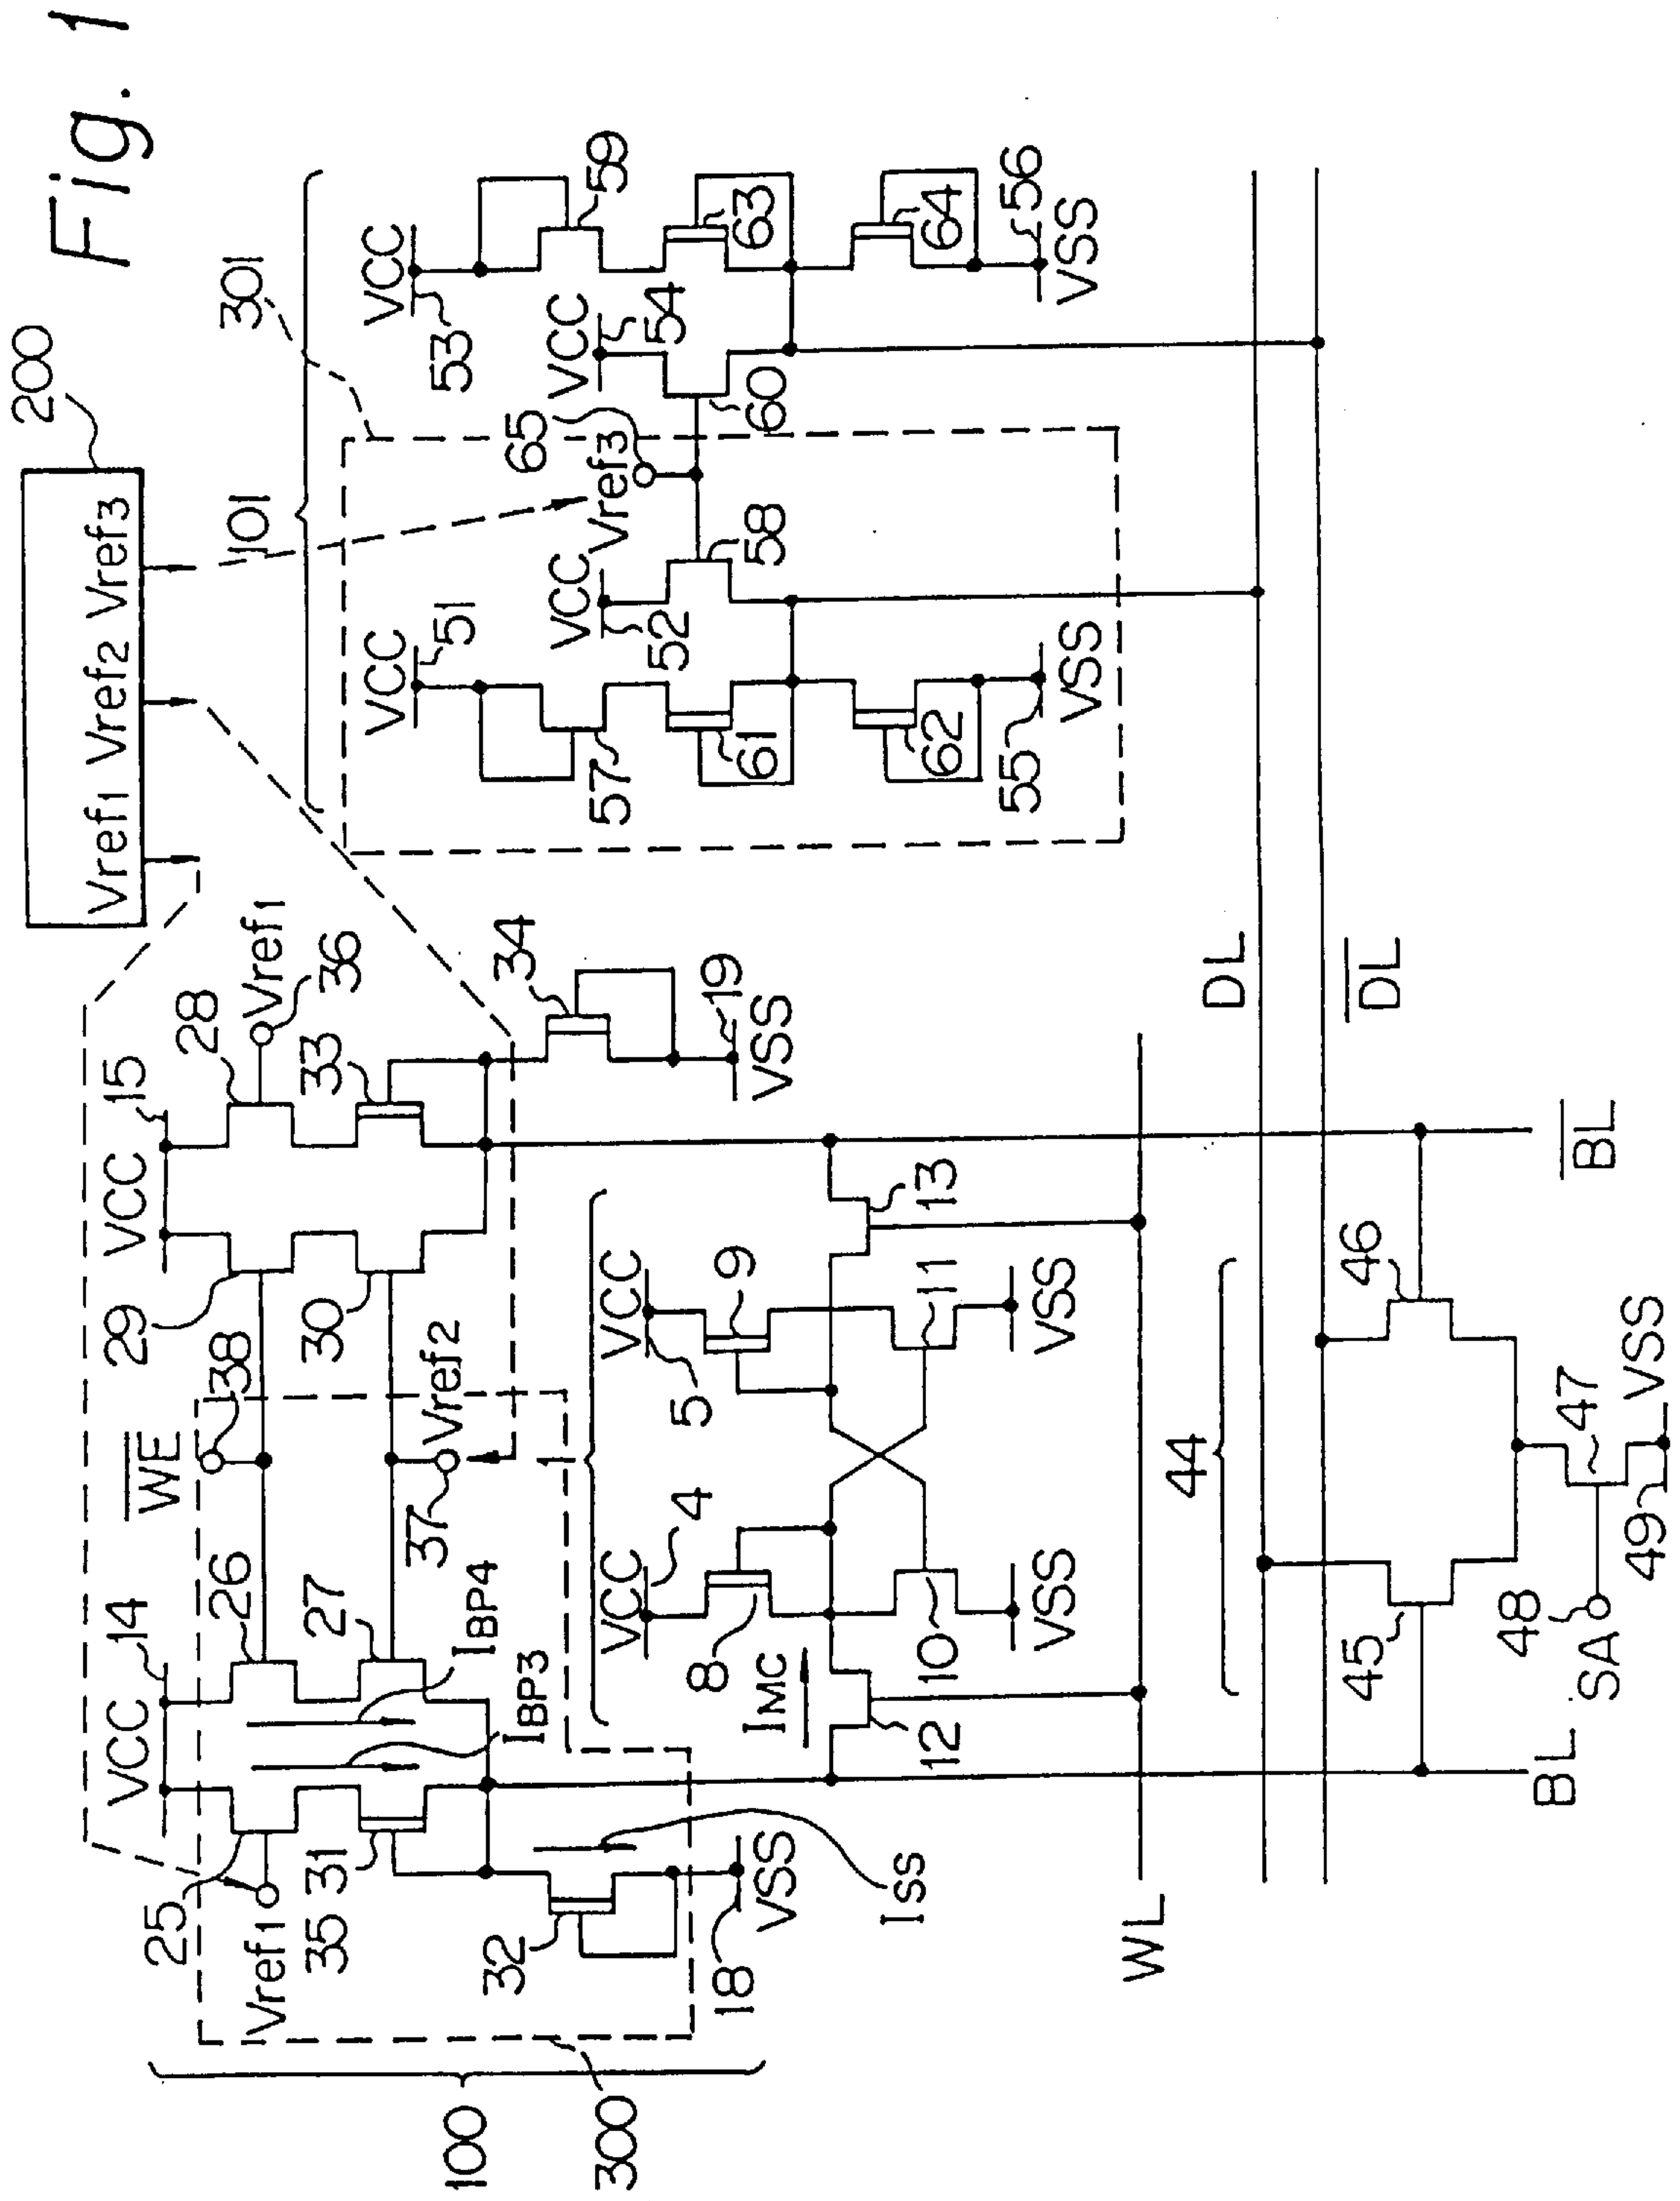 Fig. 1
200
Vref1 Vref2 Vref3
101
301
VCC
53
59
63
64
56
VSS
VCC
54
60
65
Vref3
58
VCC
52
VCC
51
57
61
62
55
VSS
WE
38
VCC
14
26
27
25
Vref1
35
31
IBP4
IBP3
32
18
VSS
ISS
100
300
VCC
15
28
Vref1
36
29
30
33
34
19
VSS
37
Vref2
1
VCC
4
8
10
VSS
VCC
5
9
11
VSS
IMC
12
13
WL
DL
DL
44
45
46
47
48
SA
49
VSS
BL
BL